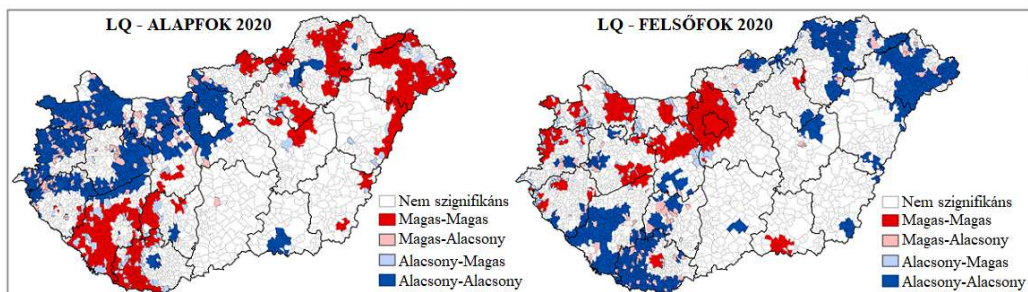 LQ - ALAPFOK 2020
Nem szignifikáns
Magas-Magas
Magas-Alacsony
Alacsony-Magas
Alacsony-Alacsony
LQ - FELSŐFOK 2020
Nem szignifikáns
Magas-Magas
Magas-Alacsony
Alacsony-Magas
Alacsony-Alacsony